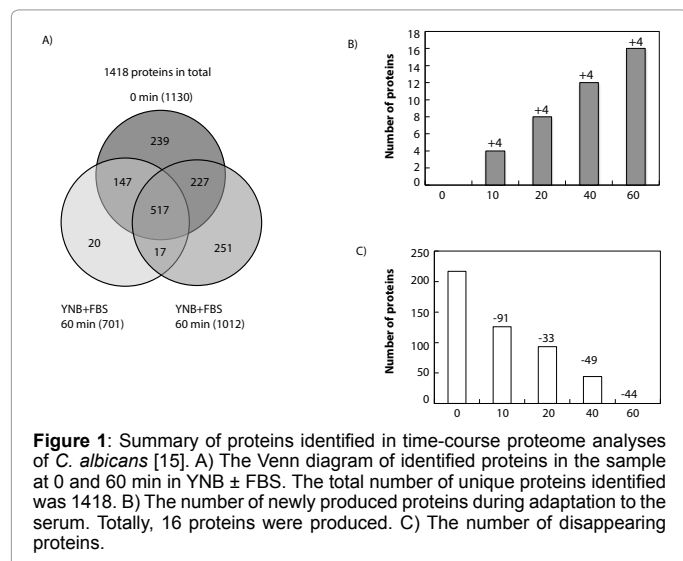 A)
1418 proteins in total
0 min (1130)
239
147
227
517
20
17
251
YNB+FBS
60 min (701)
YNB+FBS
60 min (1012)
B)
Number of proteins
18
16
14
12
10
8
6
4
2
0
+4
+4
+4
+4
0 10 20 40 60
C)
Number of proteins
250
200
150
100
50
0
-91
-33
-49
-44
0 10 20 40 60
Figure 1: Summary of proteins identified in time-course proteome analyses
of C. albicans [15]. A) The Venn diagram of identified proteins in the sample
at 0 and 60 min in YNB ± FBS. The total number of unique proteins identified
was 1418. B) The number of newly produced proteins during adaptation to the
serum. Totally, 16 proteins were produced. C) The number of disappearing
proteins.